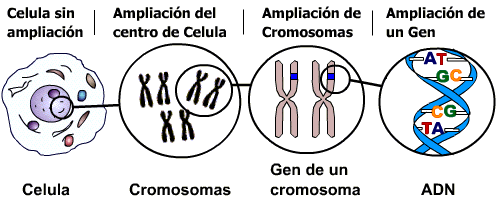 Celula sin
ampliación
Ampliación del
centro de Celula
Ampliación de
Cromosomas
Ampliación de
un Gen
AT
GC
CG
TA
Celula
Cromosomas
Gen de un
cromosoma
ADN